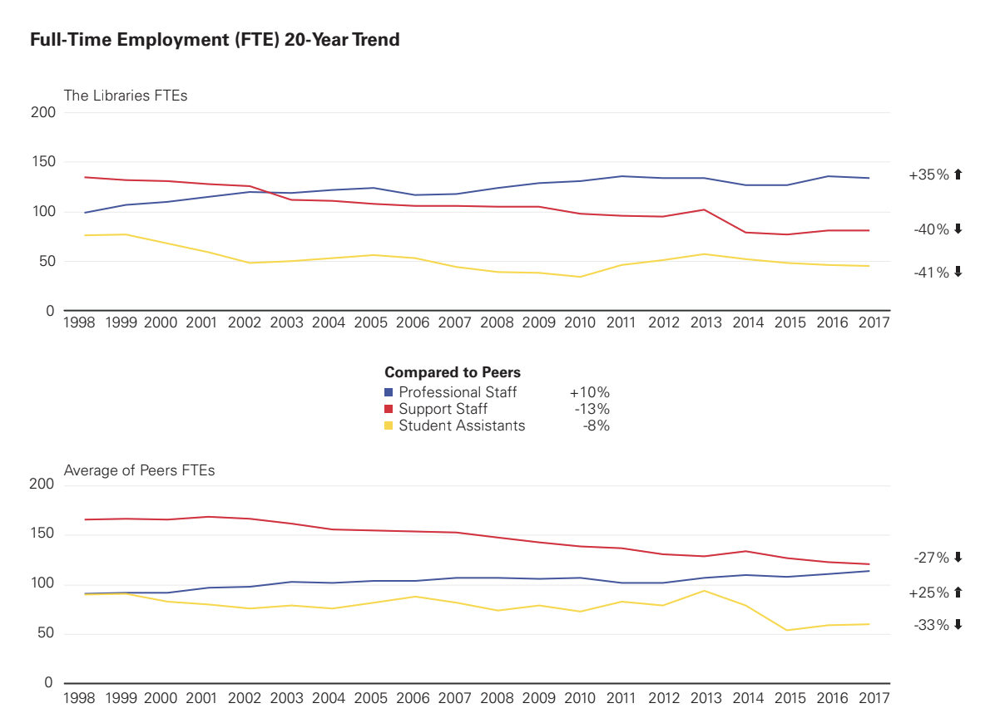 Full-Time Employment (FTE) 20-Year Trend
The Libraries FTEs
200
150
100
50
0
+35%
-40%
-41%
1998 1999 2000 2001 2002 2003 2004 2005 2006 2007 2008 2009 2010 2011 2012 2013 2014 2015 2016 2017
Compared to Peers
Professional Staff +10%
Support Staff -13%
Student Assistants -8%
Average of Peers FTEs
200
150
100
50
0
-27%
+25%
-33%
1998 1999 2000 2001 2002 2003 2004 2005 2006 2007 2008 2009 2010 2011 2012 2013 2014 2015 2016 2017